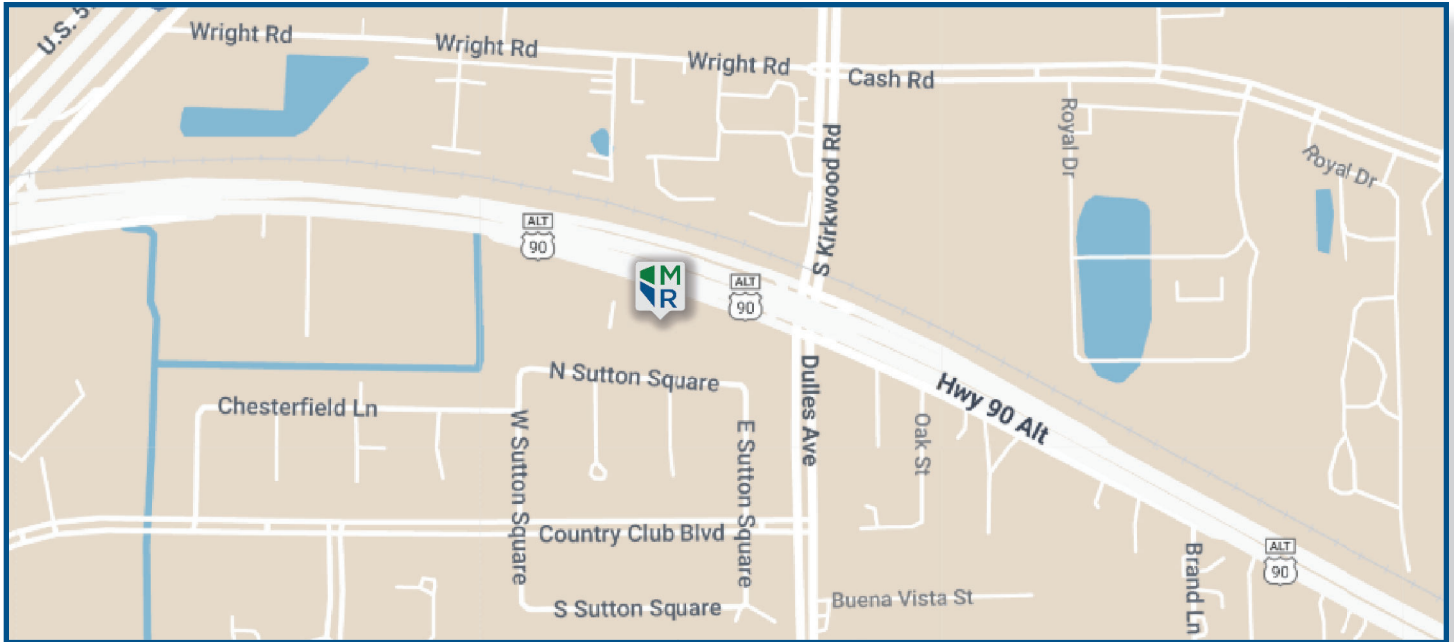 U.S. 5
Wright Rd
Wright Rd
Wright Rd
Cash Rd
Royal Dr
Royal Dr
S Kirkwood Rd
ALT
90
M
R
ALT
90
N Sutton Square
Chesterfield Ln
W Sutton Square
E Sutton Square
Dulles Ave
Oak St
Hwy 90 Alt
Country Club Blvd
ALT
90
Brand Ln
S Sutton Square
Buena Vista St